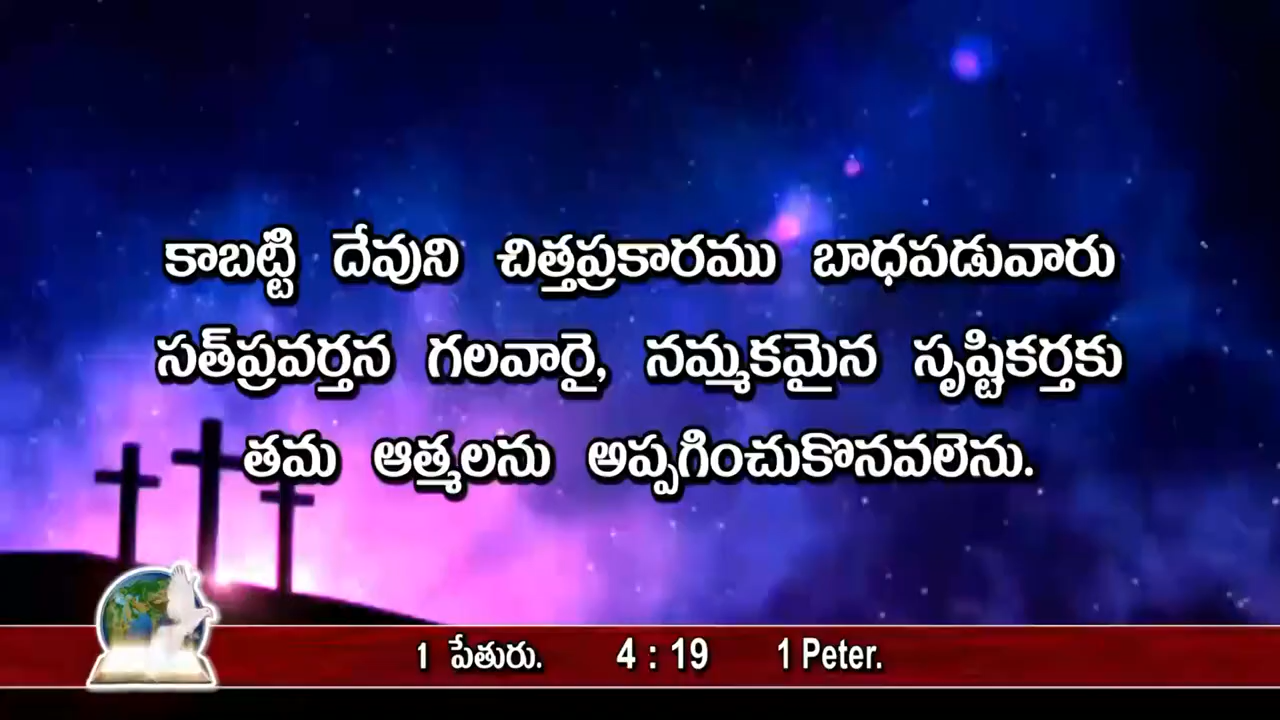 కాబట్టి దేవుని చిత్తప్రకారము బాధపడువారు
సత్‌ప్రవర్తన గలవారై, నమ్మకమైన సృష్టికర్తకు
తమ ఆత్మలను అప్పగించుకొనవలెను.
1 పేతురు. 4 : 19 1 Peter.